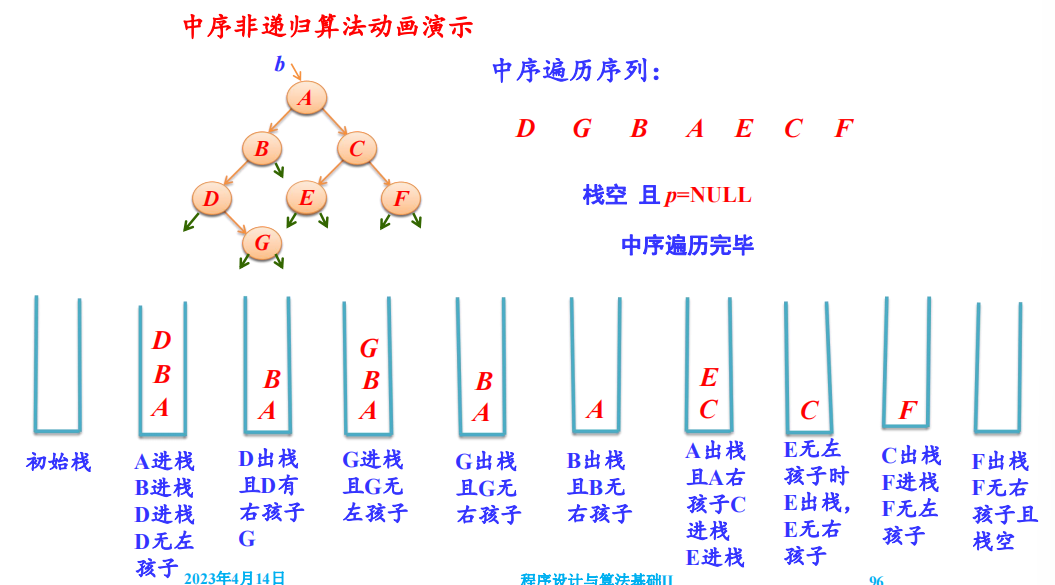 中序非递归算法动画演示
b
A
B
C
D
E
F
G
中序遍历序列：
D G B A E C F
栈空 且 p=NULL
中序遍历完毕
D
B
A
B
A
G
B
A
B
A
A
E
C
C
F
初始栈
A进栈
B进栈
D进栈
D无左
孩子
D出栈
且D有
右孩子
G
G进栈
且G无
左孩子
G出栈
且G无
右孩子
B出栈
且B无
右孩子
A出栈
且A右
孩子C
进栈
E进栈
E无左
孩子时
E出栈，
E无右
孩子
C出栈
F进栈
F无左
孩子
F出栈
F无右
孩子且
栈空
2023年4月14日
程序设计与算法基础II
96